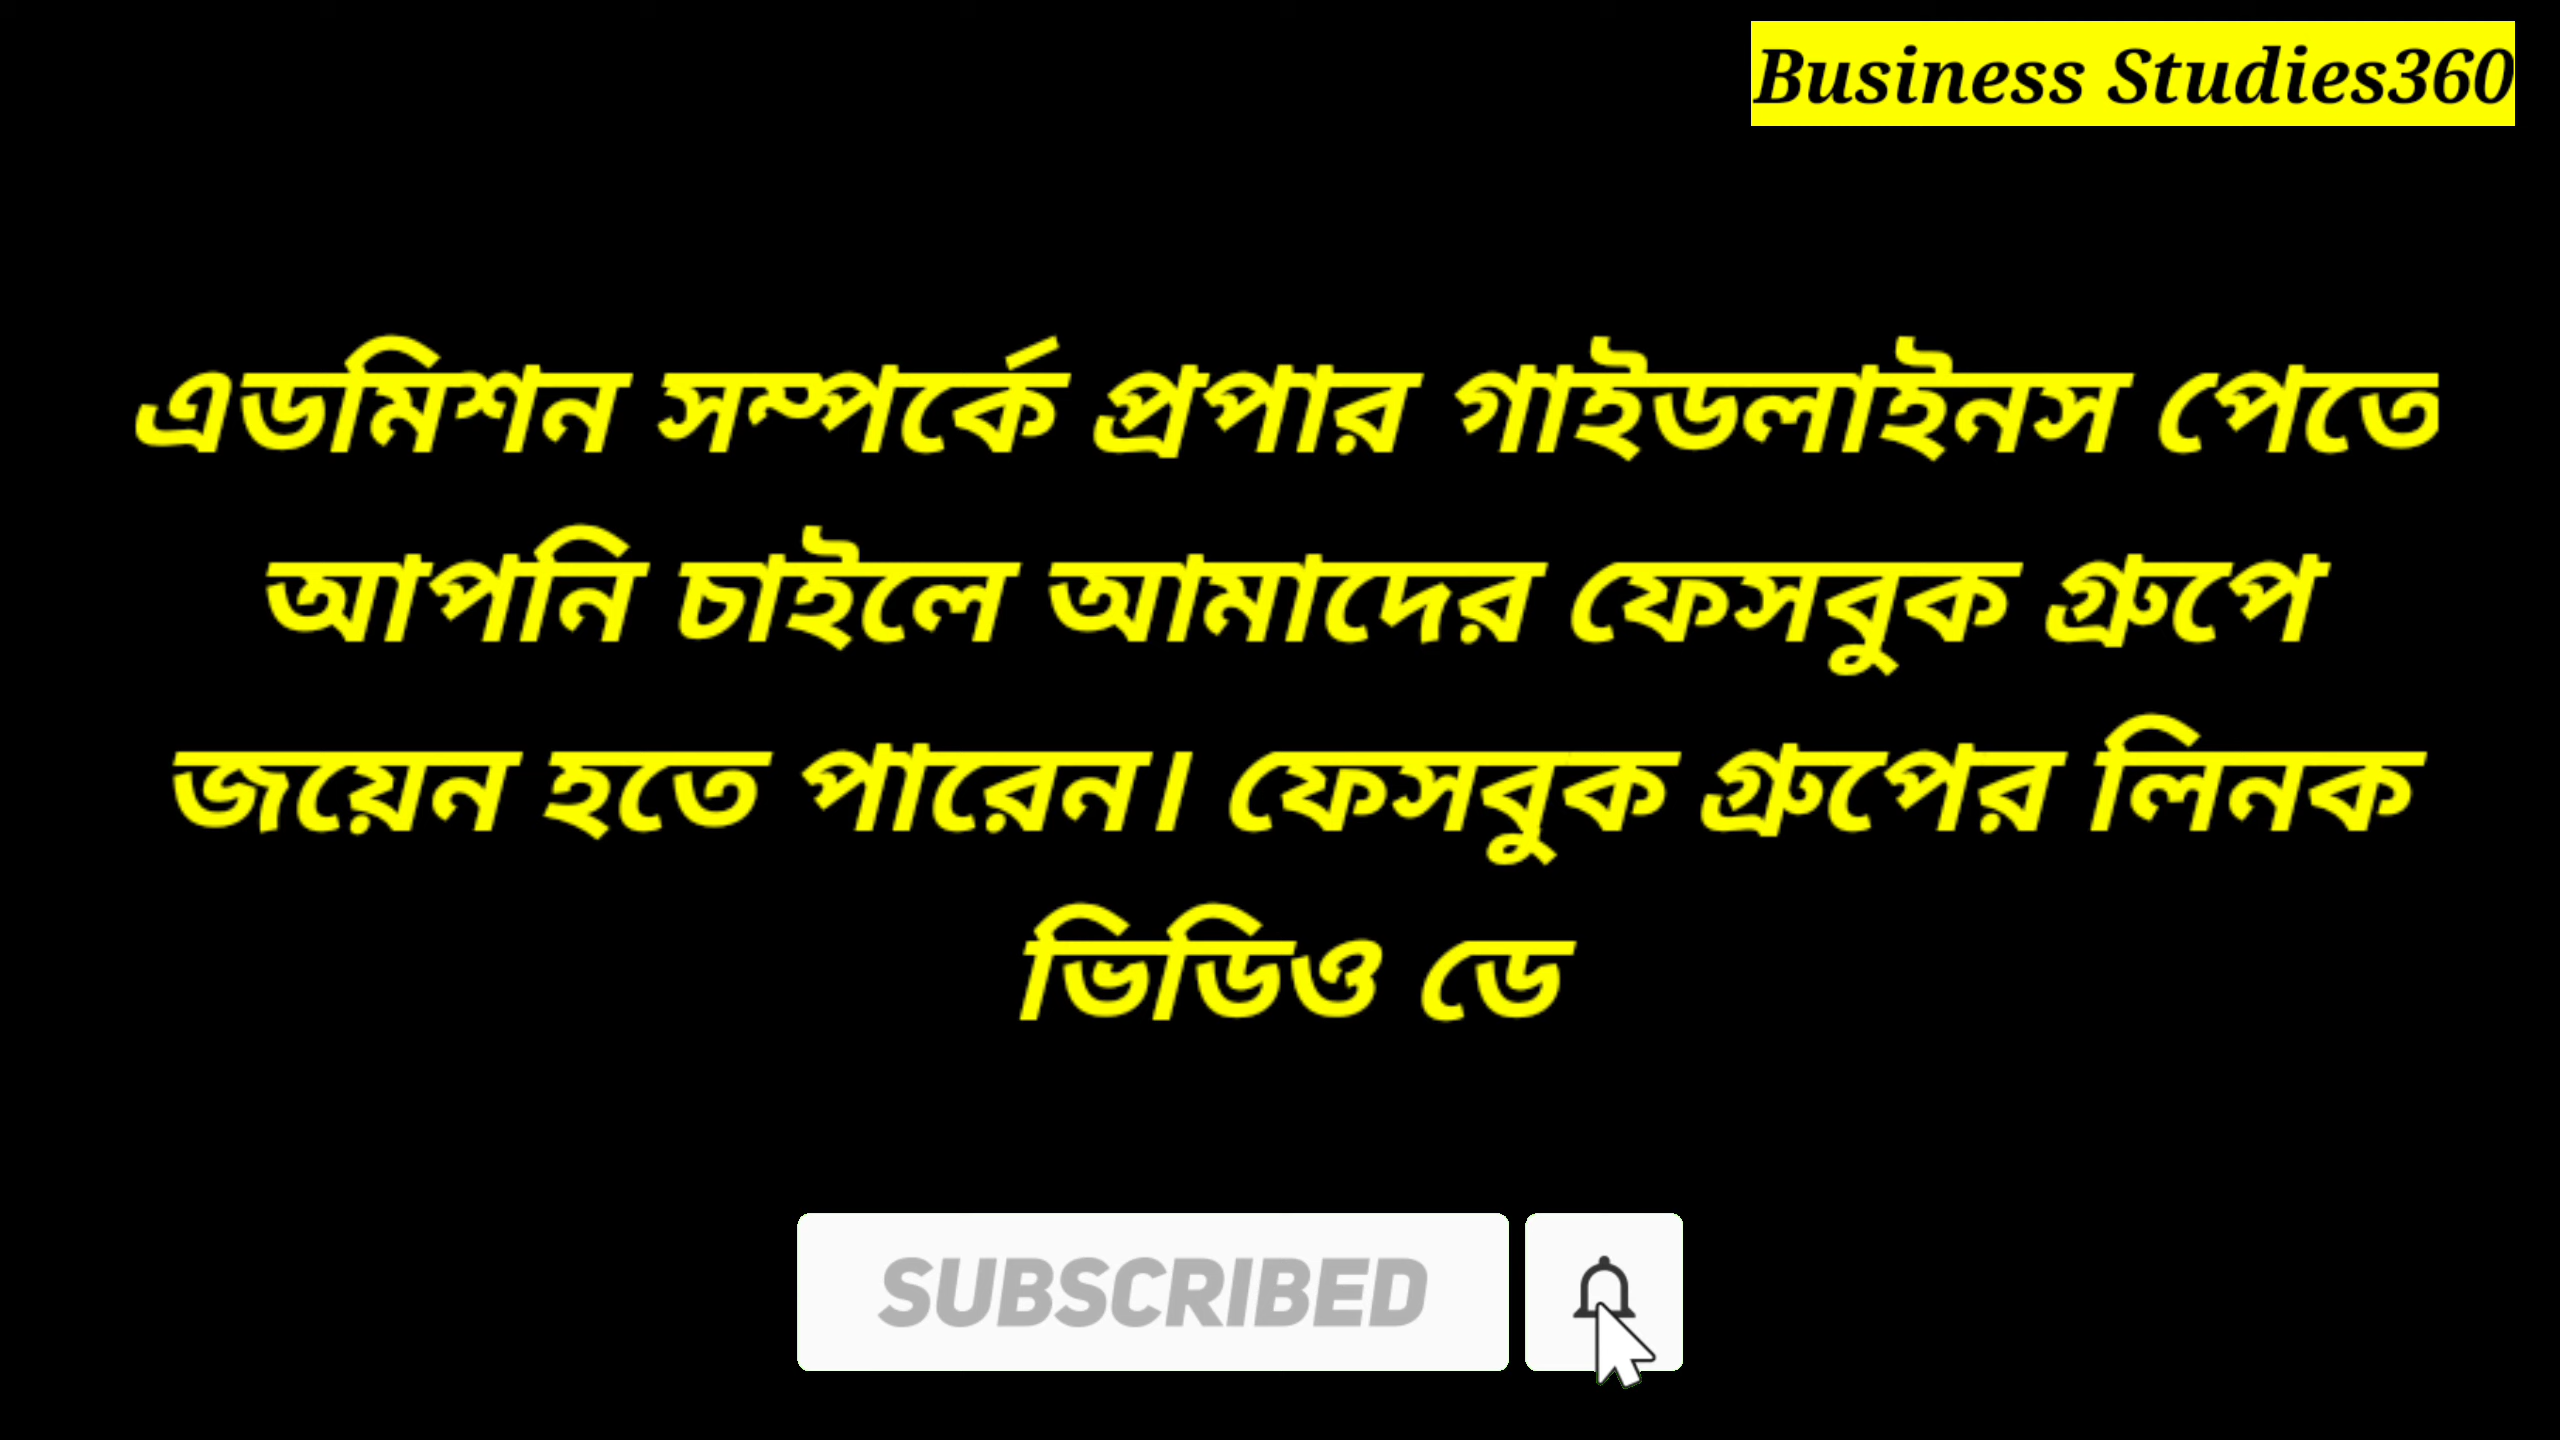 Business Studies360
এডমিশন সম্পর্কে প্রপার গাইডলাইনস পেতে
আপনি চাইলে আমাদের ফেসবুক গ্রুপে
জয়েন হতে পারেন। ফেসবুক গ্রুপের লিনক
ভিডিও ডে
SUBSCRIBED